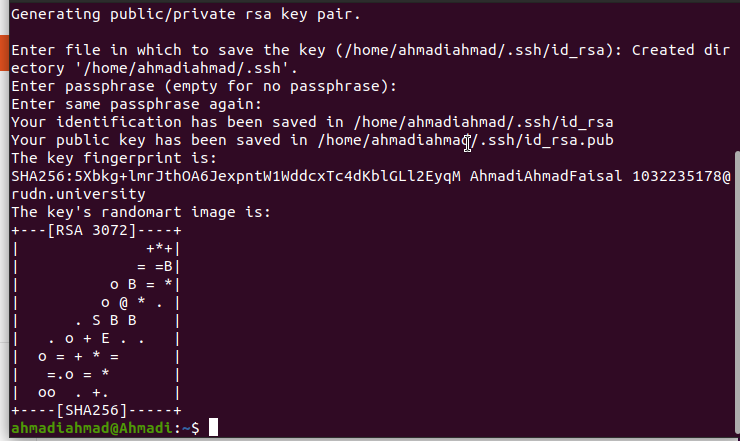 Generating public/private rsa key pair.
Enter file in which to save the key (/home/ahmadiahmad/.ssh/id_rsa): Created dir
ectory '/home/ahmadiahmad/.ssh'.
Enter passphrase (empty for no passphrase):
Enter same passphrase again:
Your identification has been saved in /home/ahmadiahmad/.ssh/id_rsa
Your public key has been saved in /home/ahmadiahmad/.ssh/id_rsa.pub
The key fingerprint is:
SHA256:5Xbkg+lmrJthOA6JexpntW1WddcxTc4dKblGLl2EyqM AhmadiAhmadFaisal 1032235178@
rudn.university
The key's randomart image is:
+---[RSA 3072]----+
|              +*+|
|             = =B|
|          o B = *|
|         o @ * . |
|      . S B B    |
|   . o + E . .   |
|  o = + * =      |
|   =.o = *       |
|  oo  . +.       |
+----[SHA256]-----+
ahmadiahmad@Ahmadi:~$